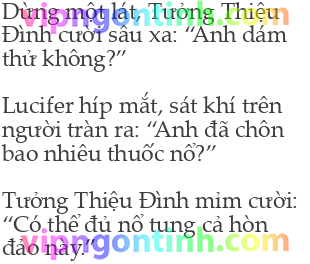 Dừng một lát, Tưởng Thiệu
Đình cười sâu xa: “Anh dám
thử không?”
Lucifer híp mắt, sát khí trên
người tràn ra: “Anh đã chôn
bao nhiêu thuốc nổ?”
Tưởng Thiệu Đình mỉm cười:
“Có thể đủ nổ tung cả hòn
đảo này.”
vipngontinh.com
vipngontinh.com